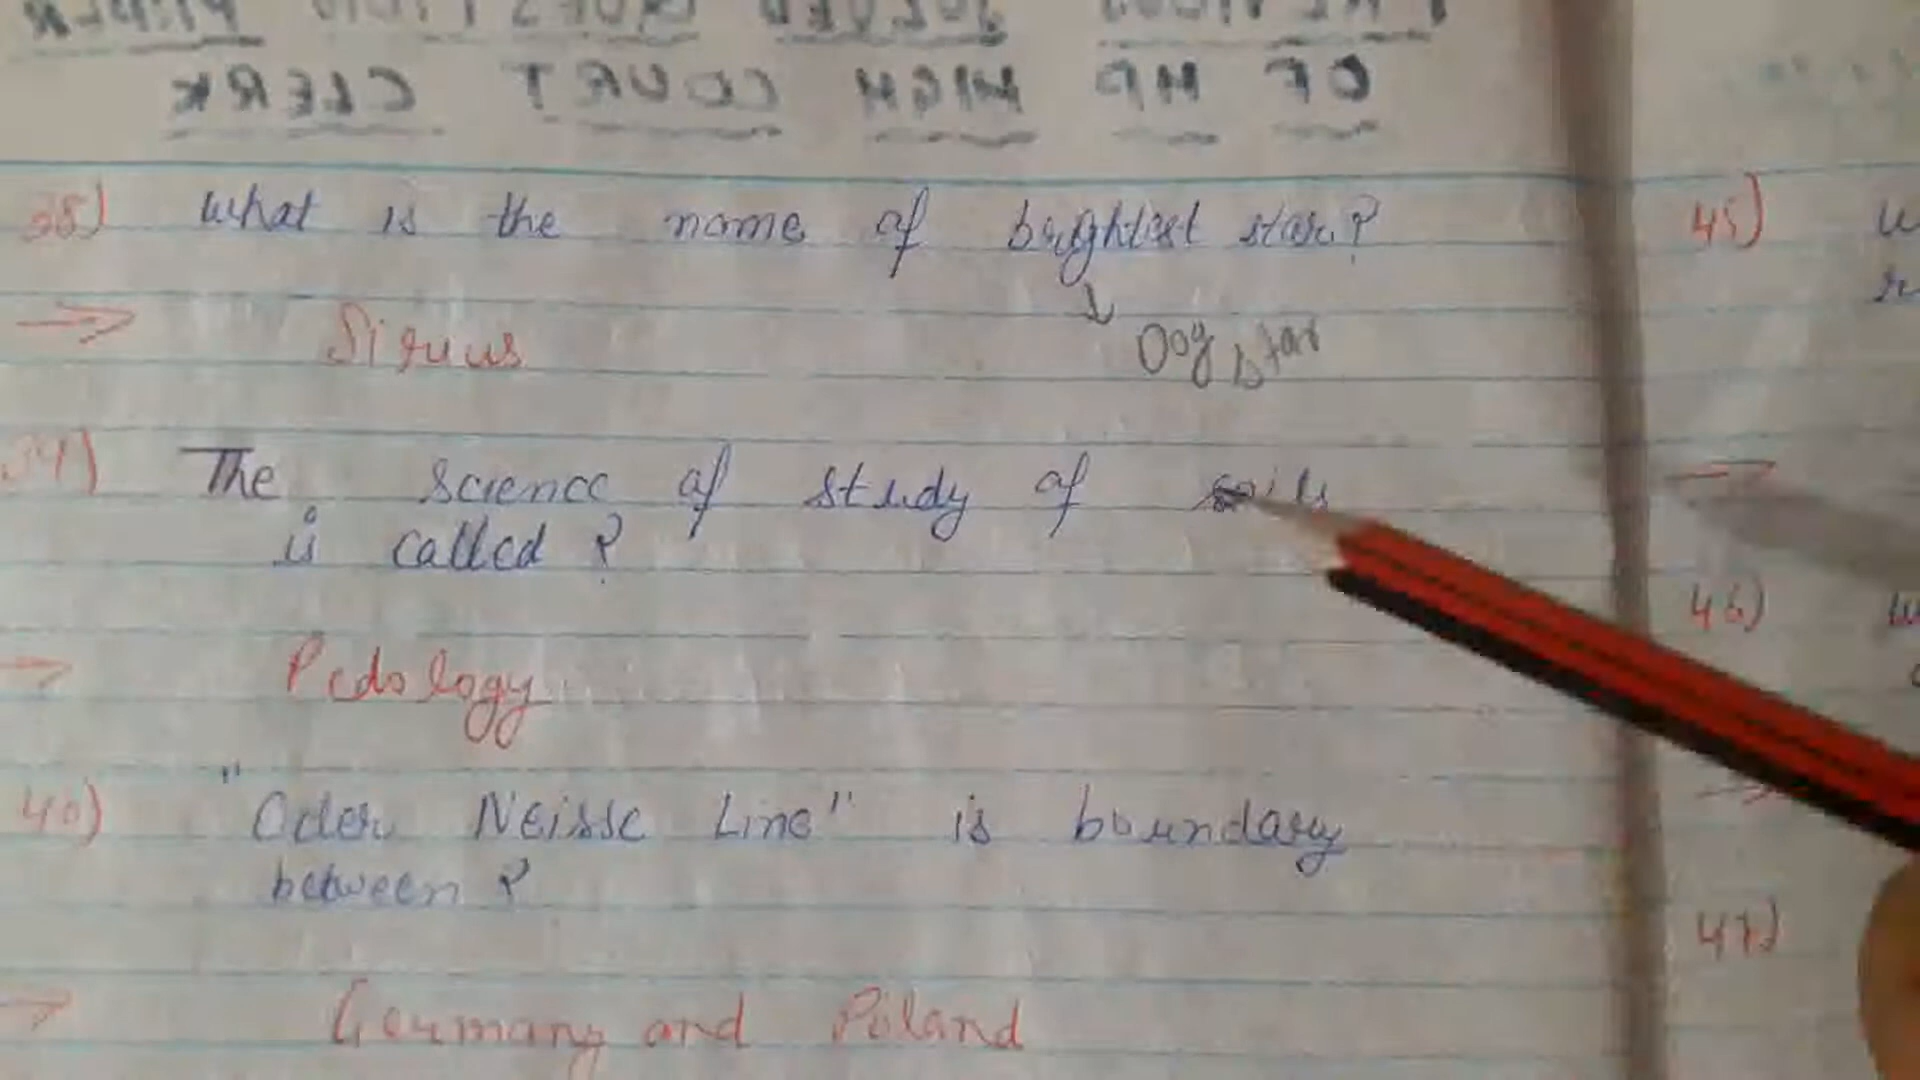 OF HP HIGH COURT CLERK
38) What is the name of brightest star?
Dog Star
→ Sirius
39) The science of study of soils
is called ?
→ Pedology
40) "Oder Neisse Line" is boundary
between ?
→ Germany and Poland
45)
→
46)
→
47)